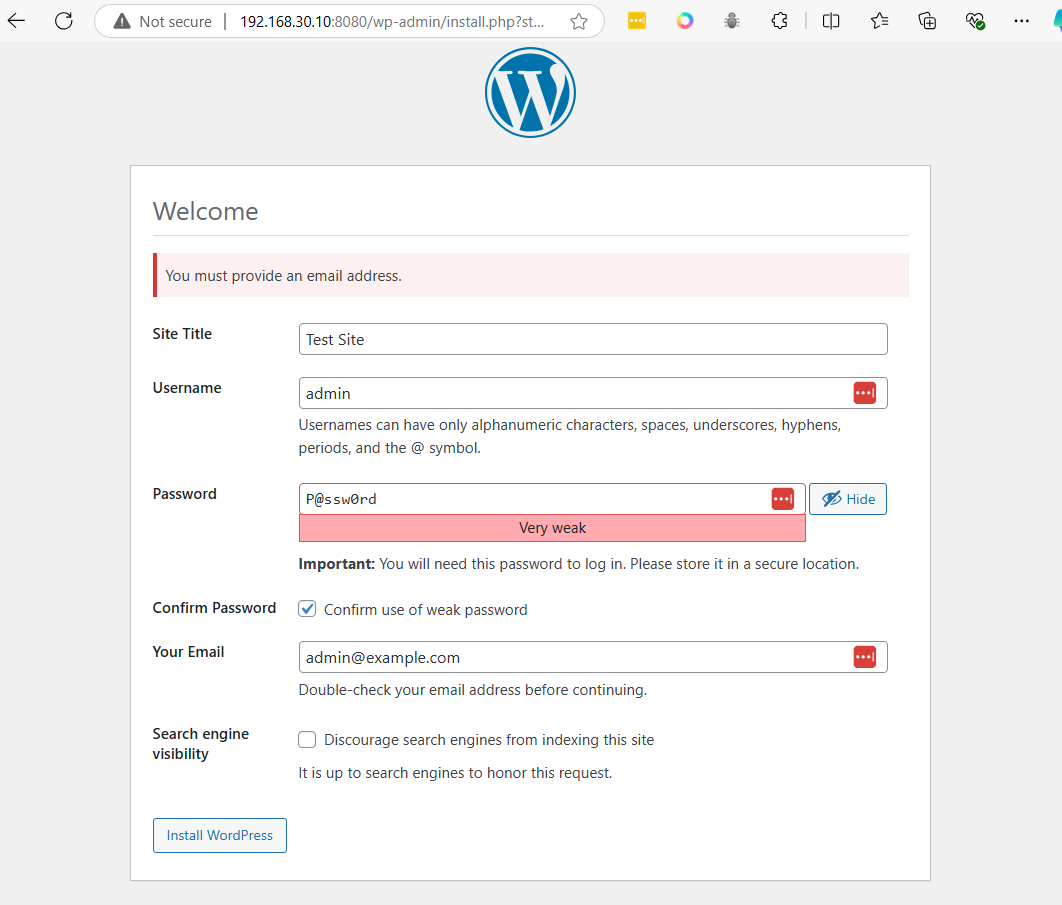 Not secure | 192.168.30.10:8080/wp-admin/install.php?st...
Welcome
You must provide an email address.
Site Title
Test Site
Username
admin
Usernames can have only alphanumeric characters, spaces, underscores, hyphens,
periods, and the @ symbol.
Password
P@ssw0rd
Hide
Very weak
Important: You will need this password to log in. Please store it in a secure location.
Confirm Password
Confirm use of weak password
Your Email
admin@example.com
Double-check your email address before continuing.
Search engine
visibility
Discourage search engines from indexing this site
It is up to search engines to honor this request.
Install WordPress